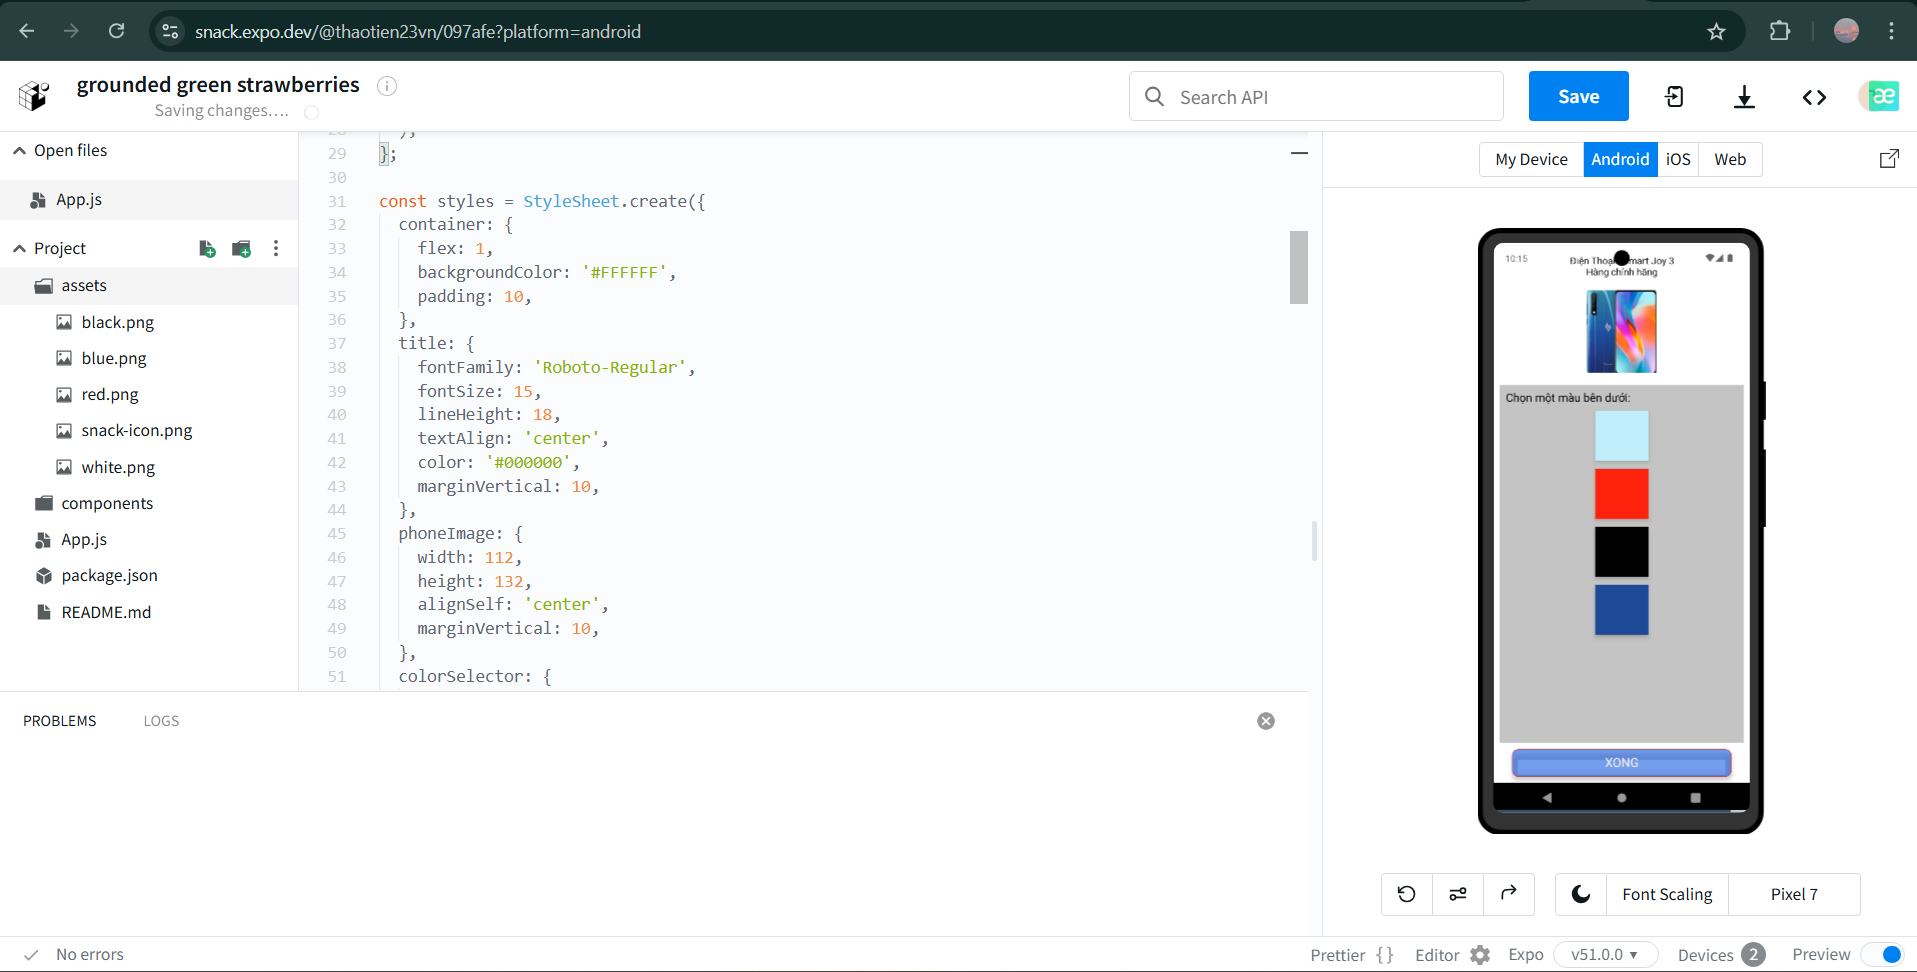 snack.expo.dev/@thaotien23vn/097afe?platform=android
grounded green strawberries
Saving changes....
Search API
Save
Open files
App.js
Project
assets
black.png
blue.png
red.png
snack-icon.png
white.png
components
App.js
package.json
README.md
28 ),
29 };
30
31 const styles = StyleSheet.create({
32 container: {
33 flex: 1,
34 backgroundColor: '#FFFFFF',
35 padding: 10,
36 },
37 title: {
38 fontFamily: 'Roboto-Regular',
39 fontSize: 15,
40 lineHeight: 18,
41 textAlign: 'center',
42 color: '#000000',
43 marginVertical: 10,
44 },
45 phoneImage: {
46 width: 112,
47 height: 132,
48 alignSelf: 'center',
49 marginVertical: 10,
50 },
51 colorSelector: {
PROBLEMS LOGS
My Device Android iOS Web
10:15
Điện Thoại mart Joy 3
Hàng chính hãng
Chọn một màu bên dưới:
XONG
Font Scaling Pixel 7
No errors
Prettier {} Editor Expo v51.0.0 Devices 2 Preview